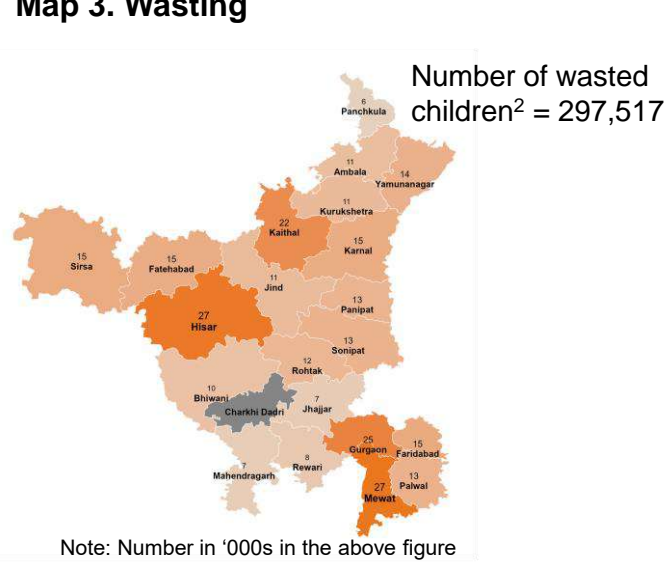 Map 3. Wasting
Number of wasted
children2 = 297,517
6
Panchkula
11
Ambala
14
Yamunanagar
11
Kurukshetra
22
Kaithal
15
Karnal
15
Sirsa
15
Fatehabad
11
Jind
13
Panipat
27
Hisar
13
Sonipat
12
Rohtak
10
Bhiwani
Charkhi Dadri
7
Jhajjar
25
Gurgaon
15
Faridabad
7
Mahendragarh
8
Rewari
27
Mewat
13
Palwal
Note: Number in ‘000s in the above figure